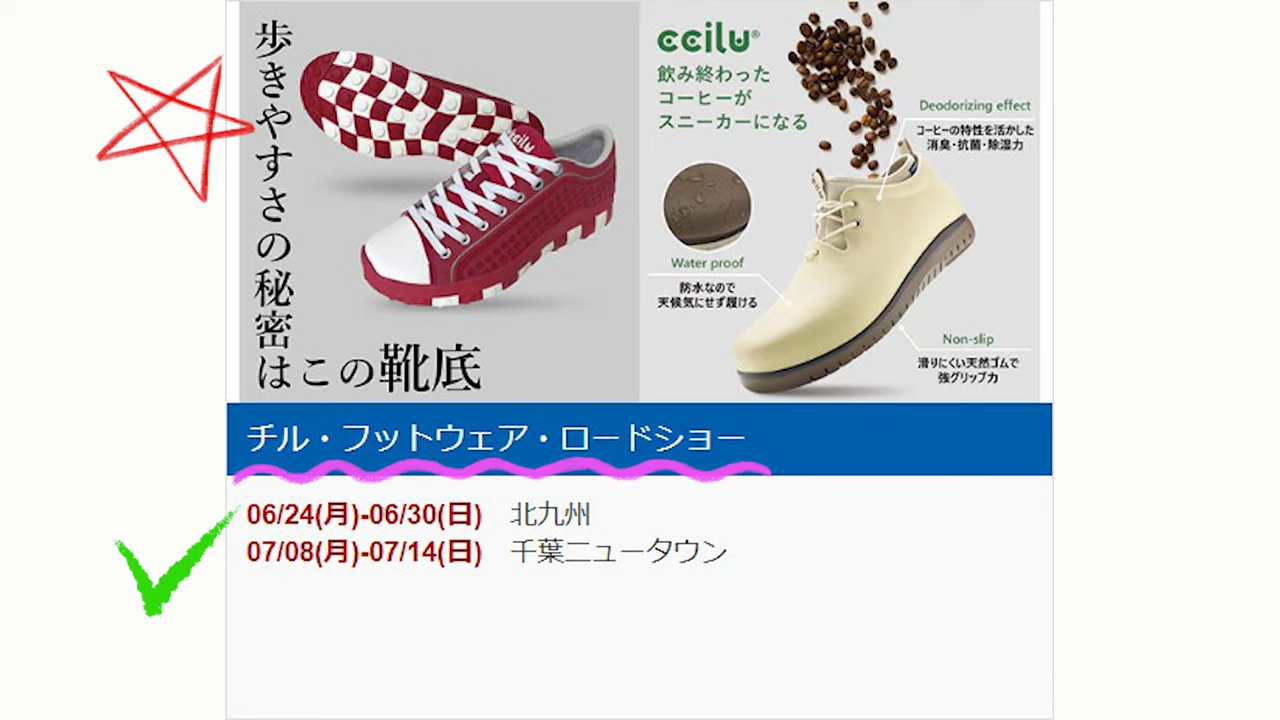 歩きやすさの秘密は
この靴底
ccilu
ccilu®
飲み終わった
コーヒーが
スニーカーになる
Deodorizing effect
コーヒーの特性を活かした
消臭・抗菌・除湿力
Water proof
防水なので
天候気にせず履ける
Non-slip
滑りにくい天然ゴムで
強グリップ力
チル・フットウェア・ロードショー
06/24(月)-06/30(日) 北九州
07/08(月)-07/14(日) 千葉ニュータウン